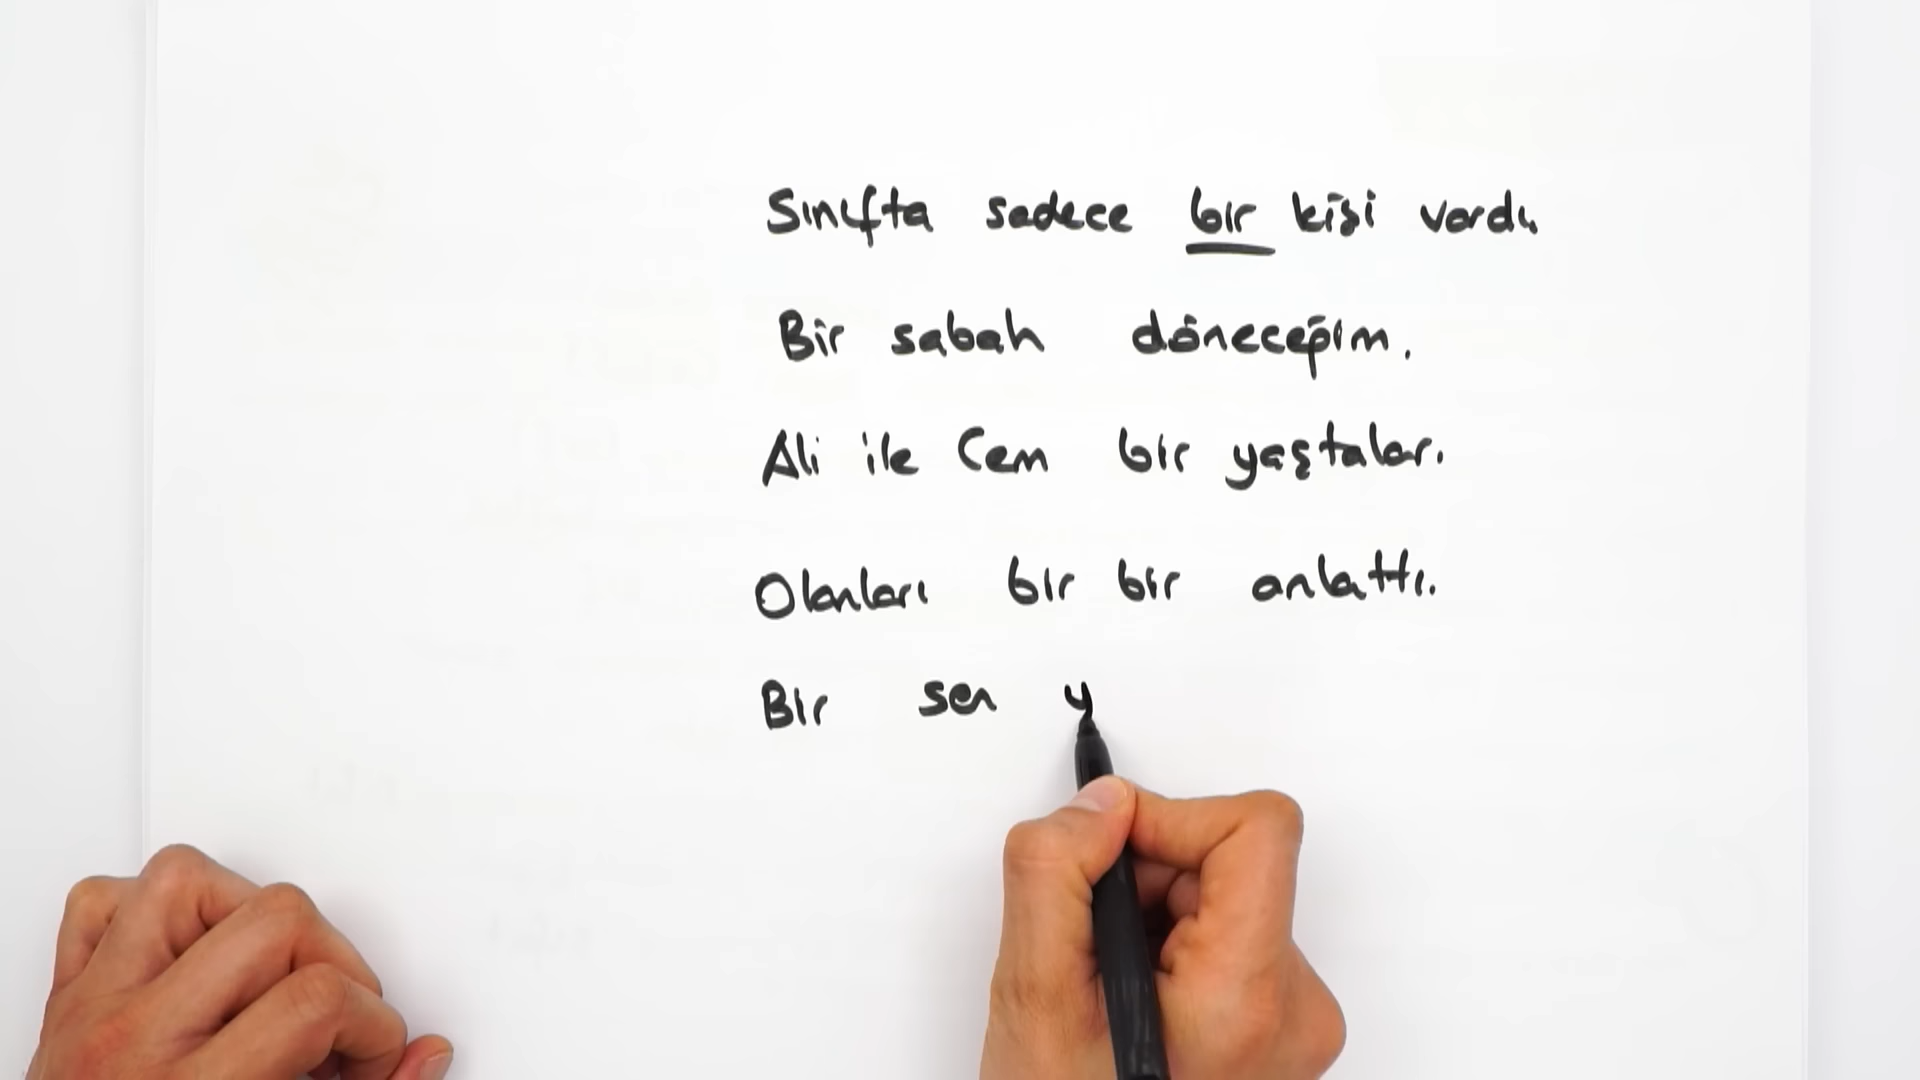 Sınıfta sadece bir kişi vardı
Bir sabah döneceğim.
Ali ile Cem bir yaştalar.
Olanları bir bir anlattı.
Bir sen y